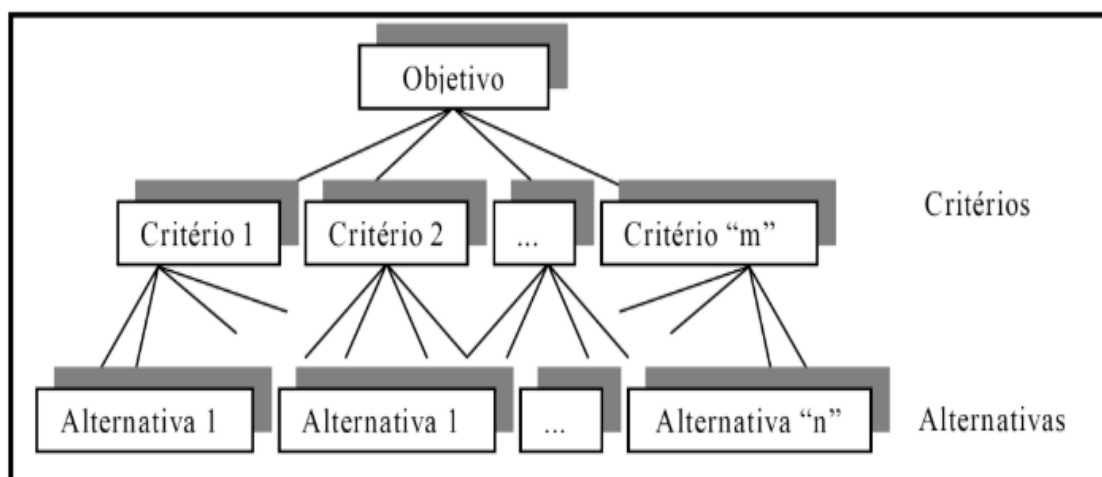 Objetivo
Critério 1
Critério 2
...
Critério “m”
Critérios
Alternativa 1
Alternativa 1
...
Alternativa “n”
Alternativas